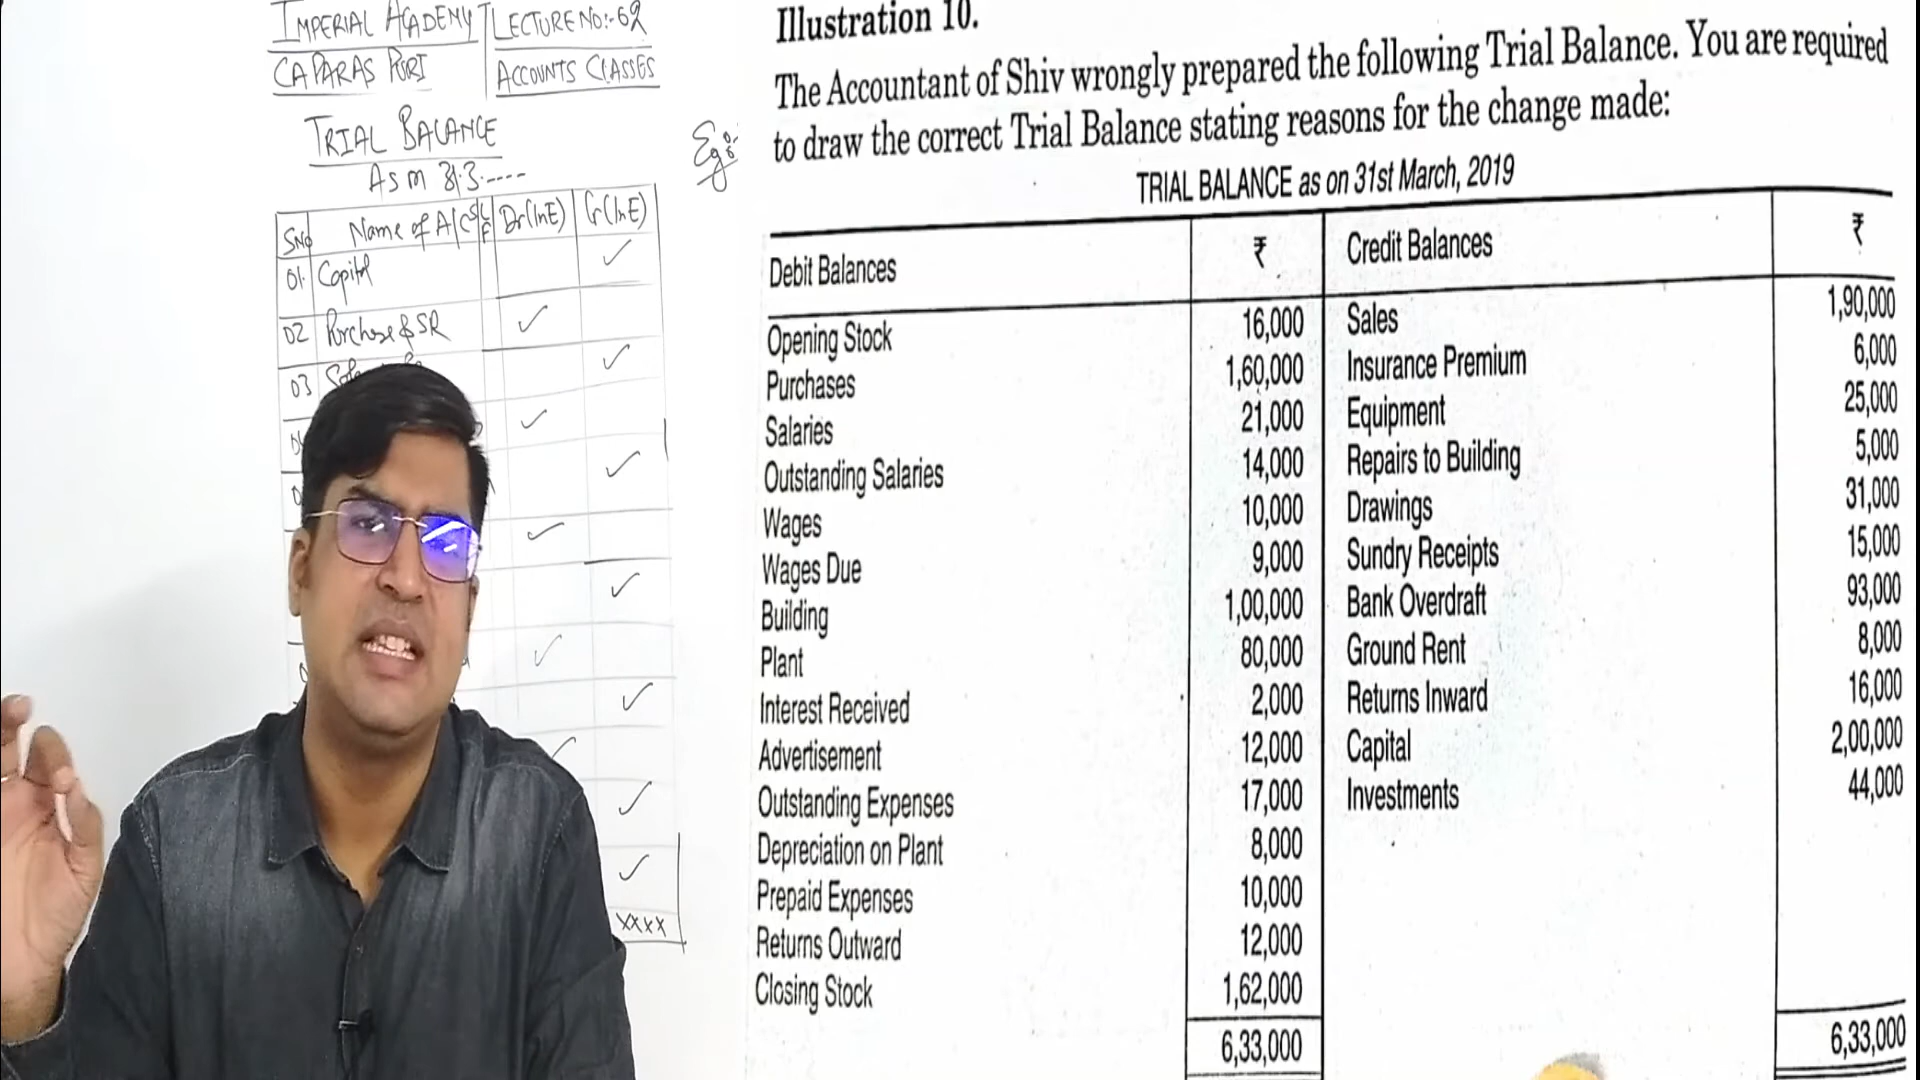 IMPERIAL ACADEMY
LECTURE NO:-62
CA PARAS PURI
ACCOUNTS CLASSES
TRIAL BALANCE
AS ON 31.3.----
SNo Name of A/Cs LF Dr(InE) Cr(InE)
01. Capital ✓
02 Purchase & SR ✓
03 ✓
✓
✓
✓
✓
✓
✓
✓
✓
✓
xxxx
Eg:-
Illustration 10.
The Accountant of Shiv wrongly prepared the following Trial Balance. You are required
to draw the correct Trial Balance stating reasons for the change made:
TRIAL BALANCE as on 31st March, 2019
Debit Balances ₹ Credit Balances ₹
Opening Stock 16,000 Sales 1,90,000
Purchases 1,60,000 Insurance Premium 6,000
Salaries 21,000 Equipment 25,000
Outstanding Salaries 14,000 Repairs to Building 5,000
Wages 10,000 Drawings 31,000
Wages Due 9,000 Sundry Receipts 15,000
Building 1,00,000 Bank Overdraft 93,000
Plant 80,000 Ground Rent 8,000
Interest Received 2,000 Returns Inward 16,000
Advertisement 12,000 Capital 2,00,000
Outstanding Expenses 17,000 Investments 44,000
Depreciation on Plant 8,000
Prepaid Expenses 10,000
Returns Outward 12,000
Closing Stock 1,62,000
6,33,000 6,33,000